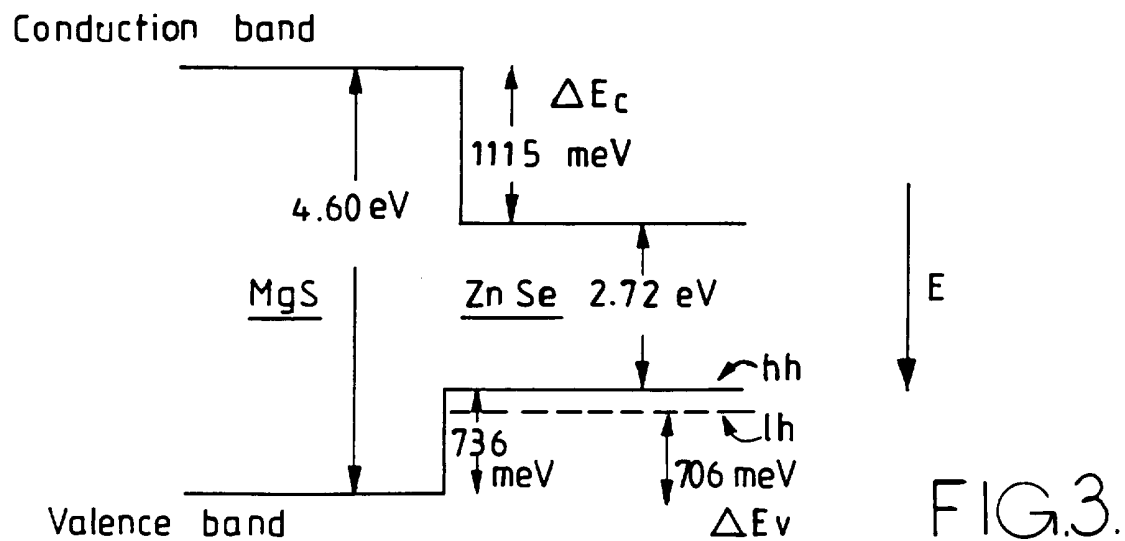 Conduction band
ΔEc
1115 meV
4.60 eV
MgS
Zn Se
2.72 eV
E
hh
lh
736
meV
706 meV
Valence band
ΔEv
FIG.3.